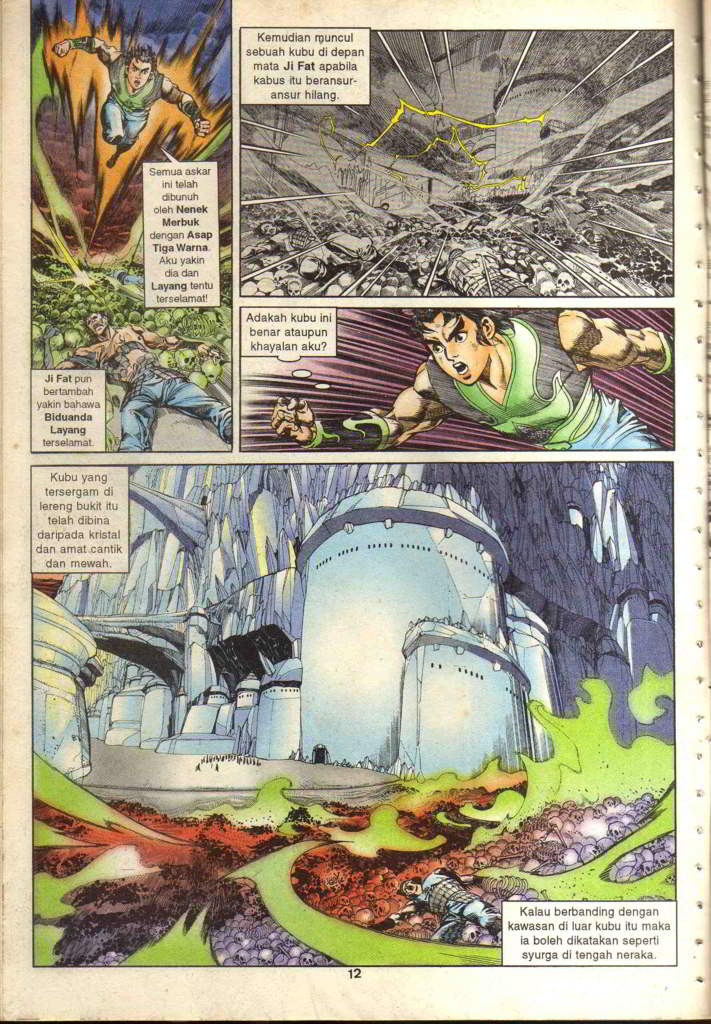 Semua askar
ini telah
dibunuh
oleh Nenek
Merbuk
dengan Asap
Tiga Warna.
Aku yakin
dia dan
Layang tentu
terselamat!
Ji Fat pun
bertambah
yakin bahawa
Biduanda
Layang
terselamat.
Kemudian muncul
sebuah kubu di depan
mata Ji Fat apabila
kabus itu beransur-
ansur hilang.
Adakah kubu ini
benar ataupun
khayalan aku?
Kubu yang
tersergam di
lereng bukit itu
telah dibina
daripada kristal
dan amat cantik
dan mewah.
Kalau berbanding dengan
kawasan di luar kubu itu maka
ia boleh dikatakan seperti
syurga di tengah neraka.
12